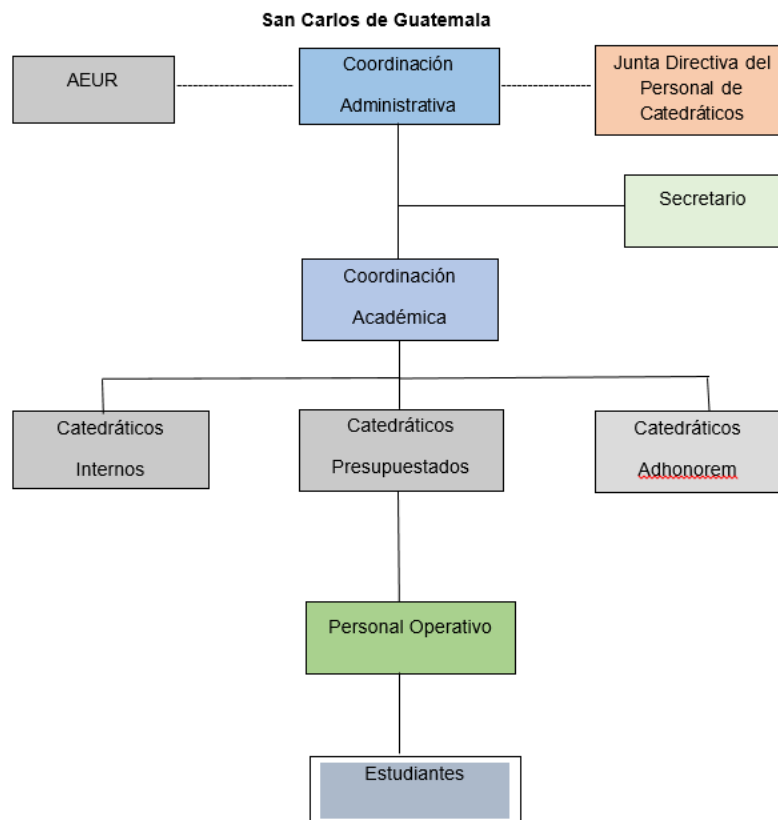 San Carlos de Guatemala
AEUR
Coordinación
Administrativa
Junta Directiva del
Personal de
Catedráticos
Secretario
Coordinación
Académica
Catedráticos
Internos
Catedráticos
Presupuestados
Catedráticos
Adhonorem
Personal Operativo
Estudiantes